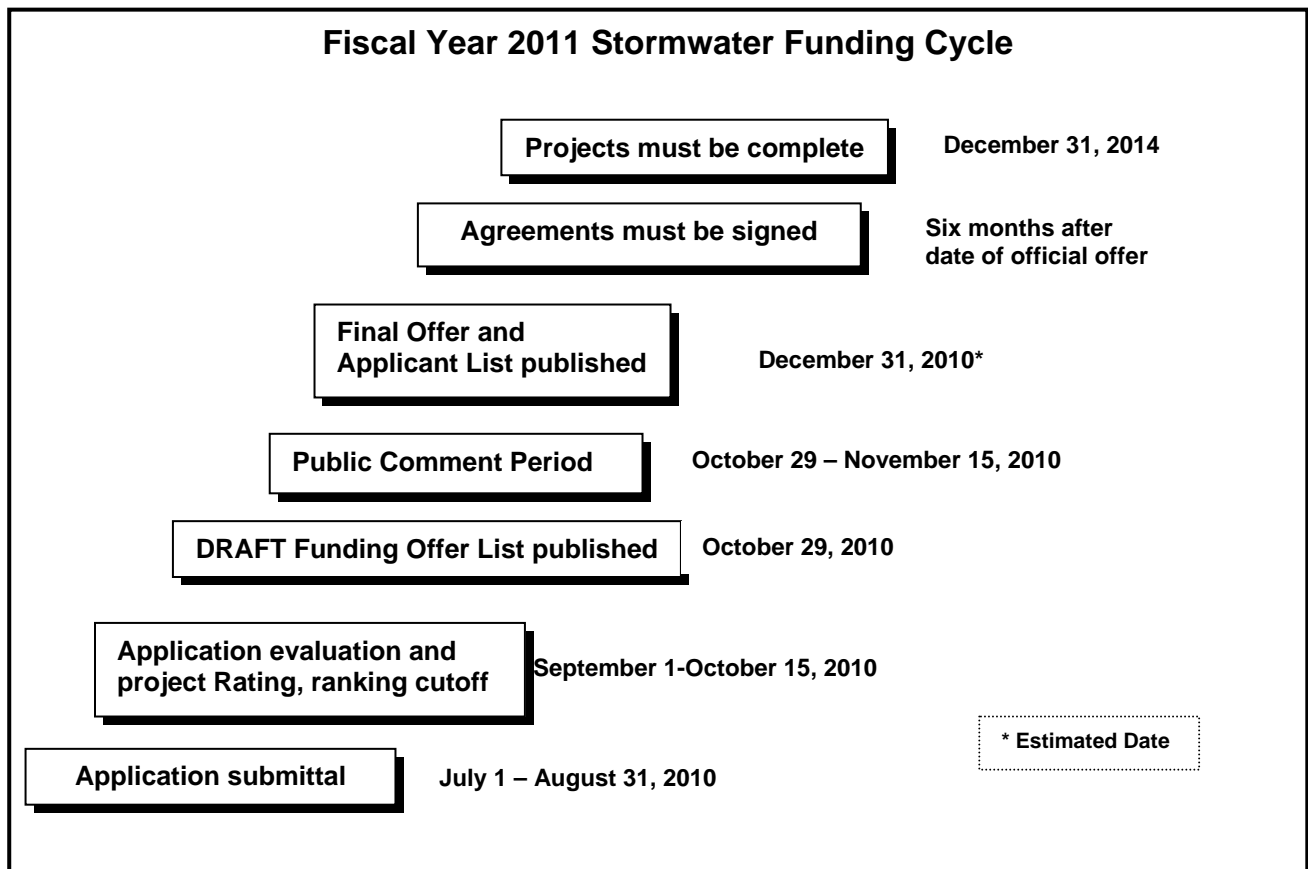 Fiscal Year 2011 Stormwater Funding Cycle
Projects must be complete
December 31, 2014
Agreements must be signed
Six months after
date of official offer
Final Offer and
Applicant List published
December 31, 2010*
Public Comment Period
October 29 – November 15, 2010
DRAFT Funding Offer List published
October 29, 2010
Application evaluation and
project Rating, ranking cutoff
September 1-October 15, 2010
* Estimated Date
Application submittal
July 1 – August 31, 2010